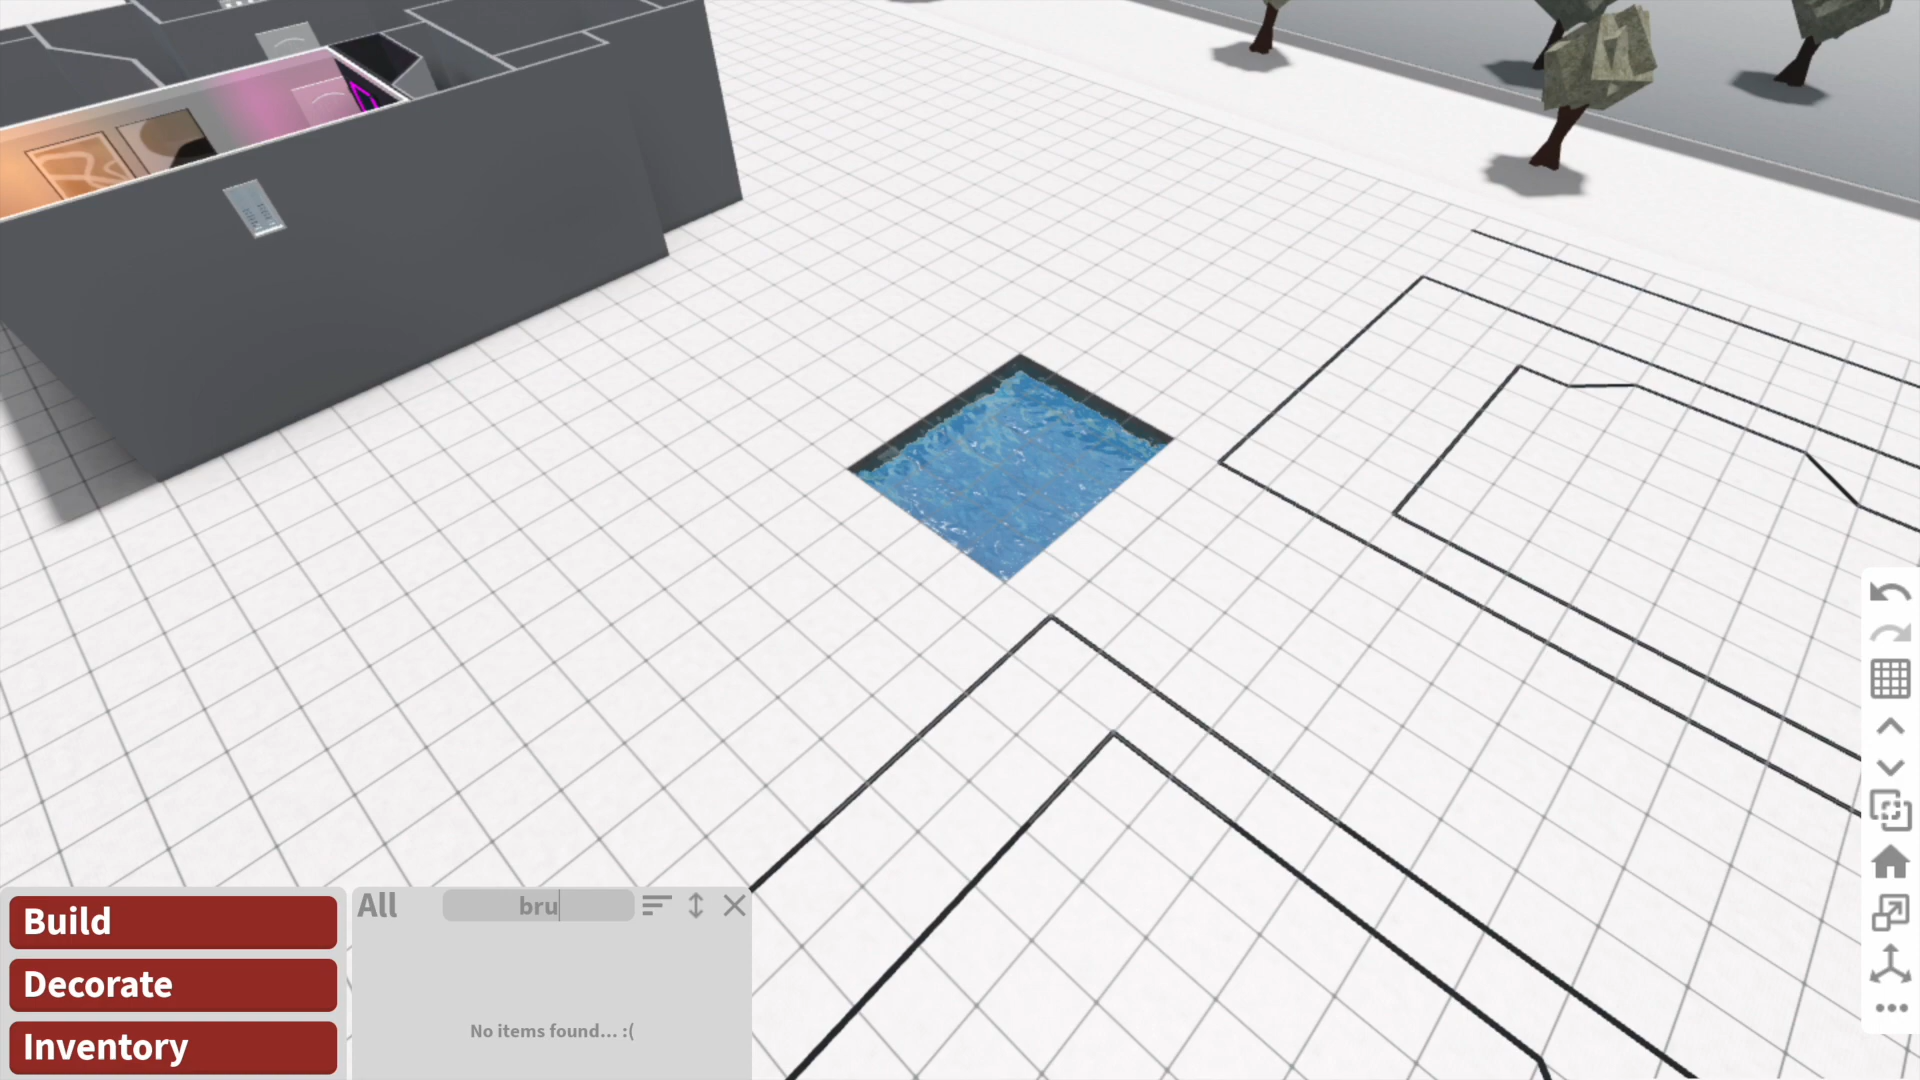 Build
Decorate
Inventory
All
bru
No items found... :(